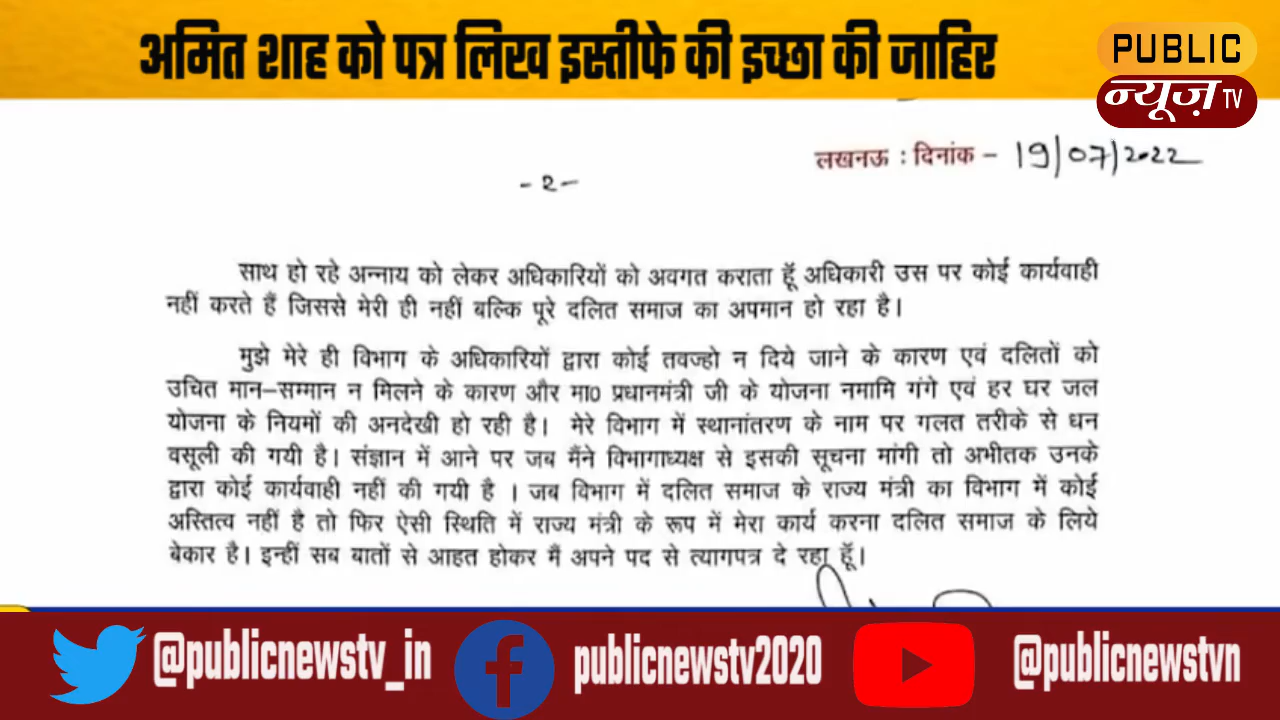 अमित शाह को पत्र लिख इस्तीफे की इच्छा की जाहिर
PUBLIC
न्यूज़ TV
लखनऊ : दिनांक – 19/07/2022
-2-
साथ हो रहे अन्नाय को लेकर अधिकारियों को अवगत कराता हूॅं अधिकारी उस पर कोई कार्यवाही
नहीं करते हैं जिससे मेरी ही नहीं बल्कि पूरे दलित समाज का अपमान हो रहा है।
मुझे मेरे ही विभाग के अधिकारियों द्वारा कोई तवज्हो न दिये जाने के कारण एवं दलितों को
उचित मान–सम्मान न मिलने के कारण और मा0 प्रधानमंत्री जी के योजना नमामि गंगे एवं हर घर जल
योजना के नियमों की अनदेखी हो रही है। मेरे विभाग में स्थानांतरण के नाम पर गलत तरीके से धन
वसूली की गयी है। संज्ञान में आने पर जब मैंने विभागाध्यक्ष से इसकी सूचना मांगी तो अभीतक उनके
द्वारा कोई कार्यवाही नहीं की गयी है । जब विभाग में दलित समाज के राज्य मंत्री का विभाग में कोई
अस्तित्व नहीं है तो फिर ऐसी स्थिति में राज्य मंत्री के रूप में मेरा कार्य करना दलित समाज के लिये
बेकार है। इन्हीं सब बातों से आहत होकर मैं अपने पद से त्यागपत्र दे रहा हूॅं।
@publicnewstv_in
publicnewstv2020
@publicnewstvn